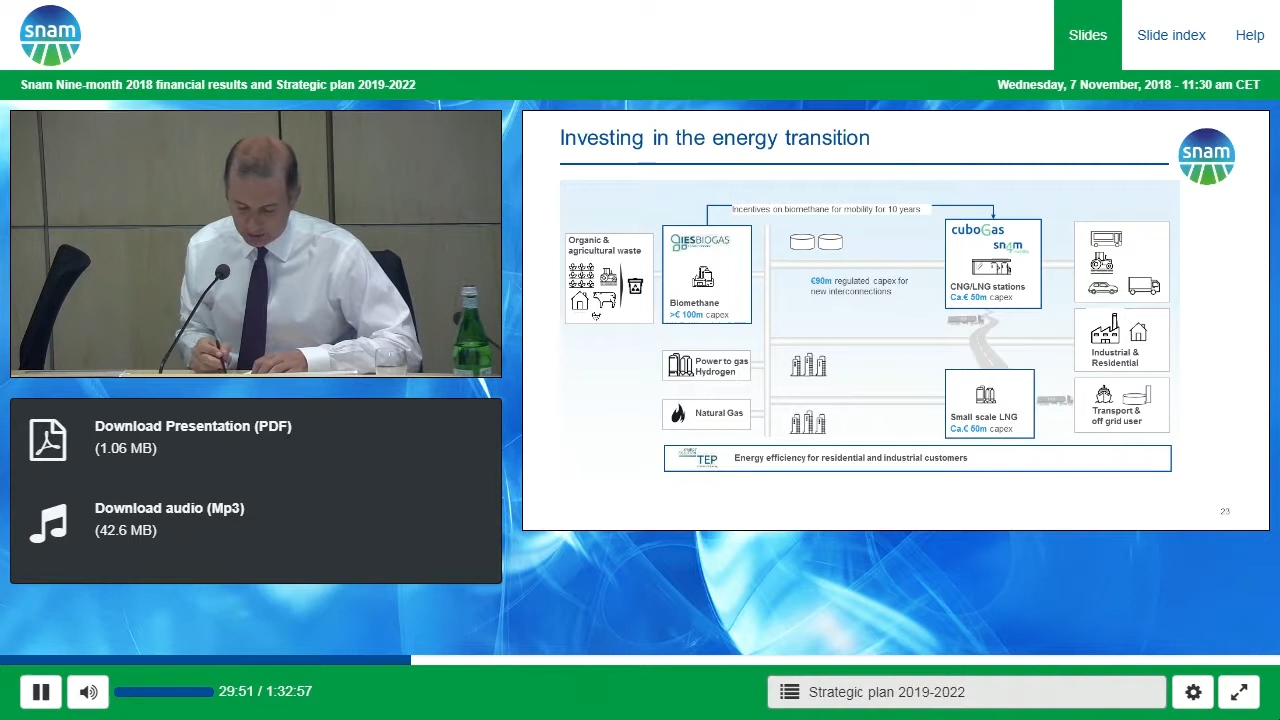 snam
Slides
Slide index
Help
Snam Nine-month 2018 financial results and Strategic plan 2019-2022
Wednesday, 7 November, 2018 - 11:30 am CET
Download Presentation (PDF)
(1.06 MB)
Download audio (Mp3)
(42.6 MB)
Investing in the energy transition
snam
Incentives on biomethane for mobility for 10 years
Organic &
agricultural waste
IESBIOGAS
Biomethane
>€ 100m capex
€90m regulated capex for
new interconnections
cuboGas
sn4m
CNG/LNG stations
Ca.€ 50m capex
Industrial &
Residential
Power to gas
Hydrogen
Natural Gas
Small scale LNG
Ca.€ 50m capex
Transport &
off grid user
TEP
Energy efficiency for residential and industrial customers
23
29:51 / 1:32:57
Strategic plan 2019-2022